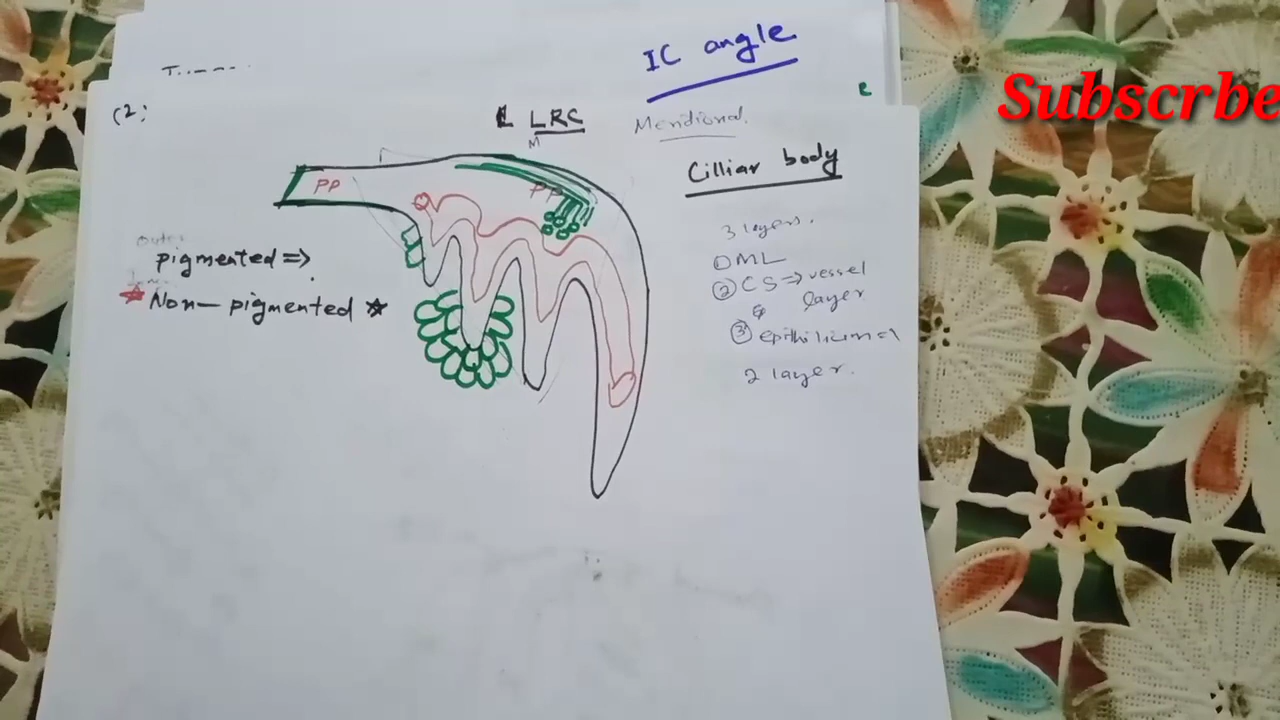 IC angle
Subscrbe
(2)
L LRC
M
Meridional.
Cilliar body
PP
PP
3 layers.
outer
pigmented =>
① ML
② CS => vessel
layer
Non-pigmented
③ epithilium
2 layer.